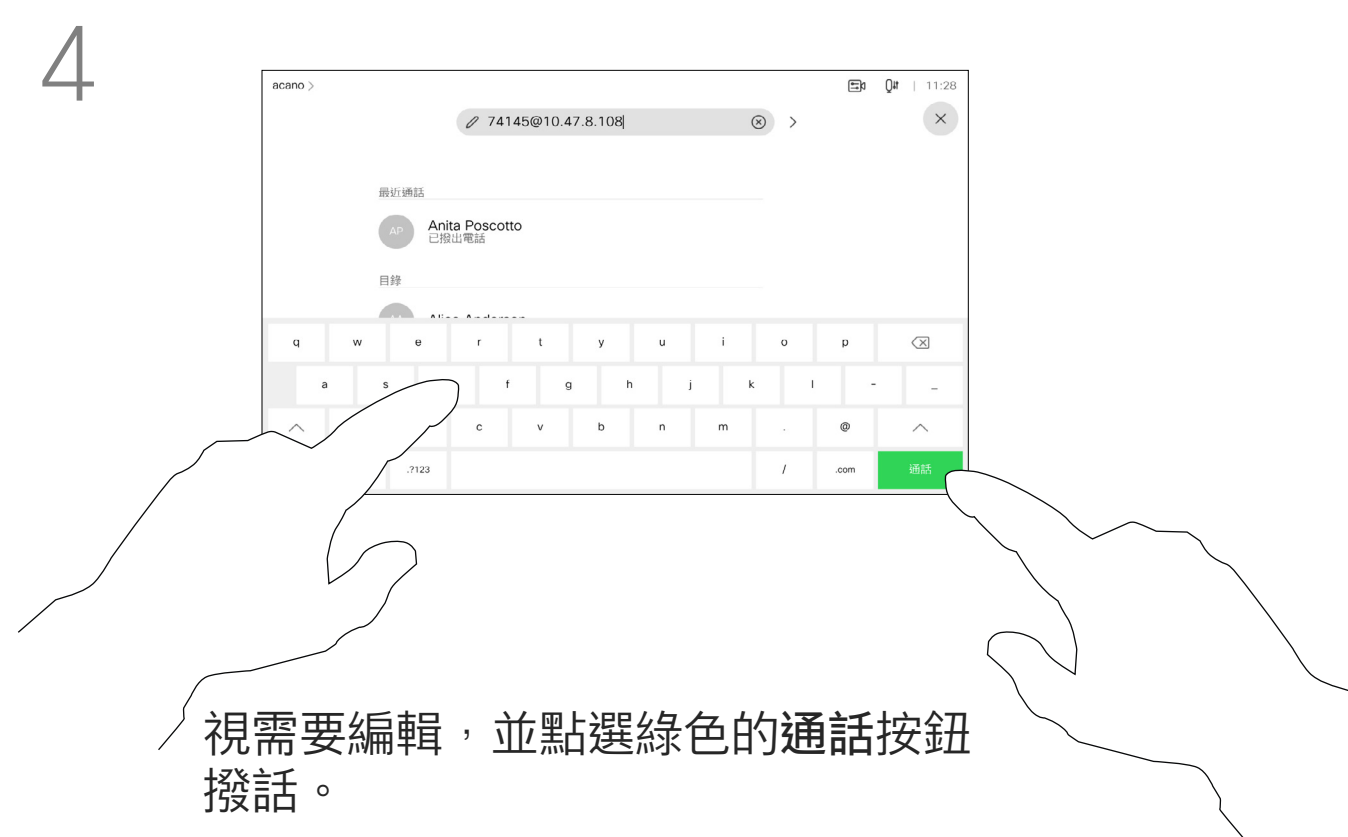 4
acano >
| 11:28
74145@10.47.8.108
最近通話
AP
Anita Poscotto
已撥出電話
目錄
q w e r t y u i o p
a s f g h j k l - _
c v b n m . @
.?123 / .com 通話
視需要編輯，並點選綠色的通話按鈕
撥話。